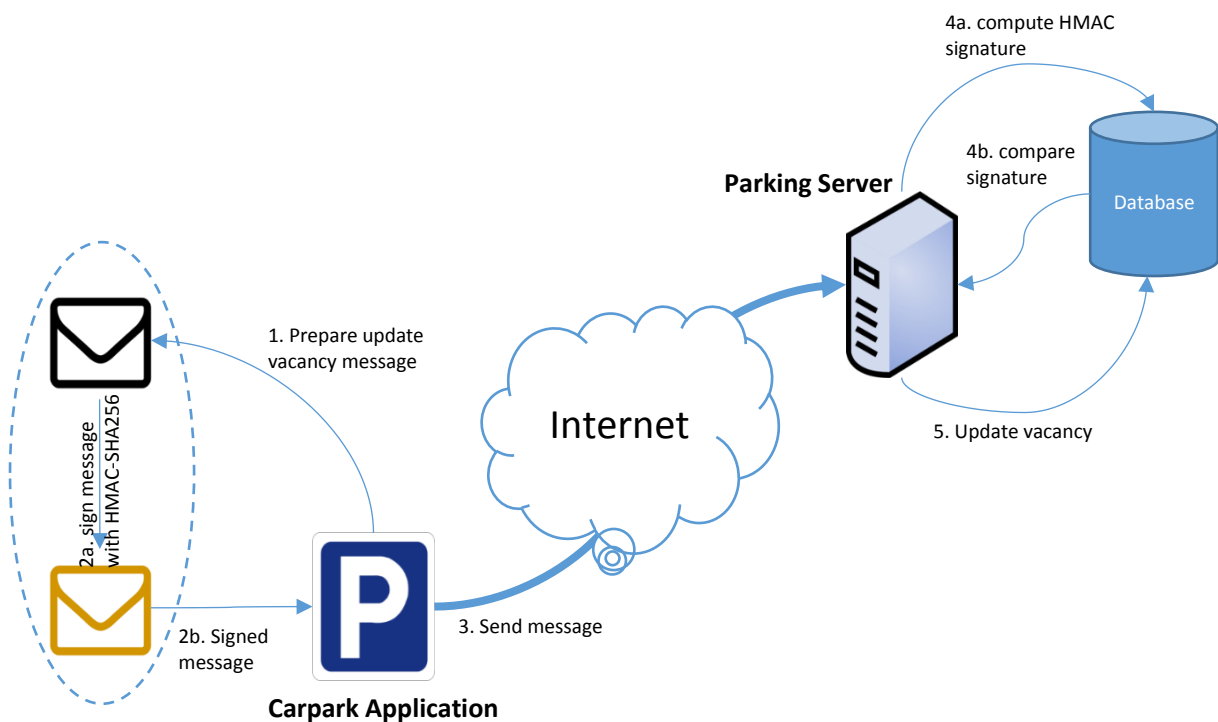 4a. compute HMAC
signature
4b. compare
signature
Parking Server
Database
1. Prepare update
vacancy message
Internet
5. Update vacancy
2a. sign message
with HMAC-SHA256
P
2b. Signed
message
3. Send message
Carpark Application